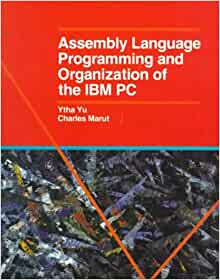 Assembly Language
Programming and
Organization of
the IBM PC
Ytha Yu
Charles Marut